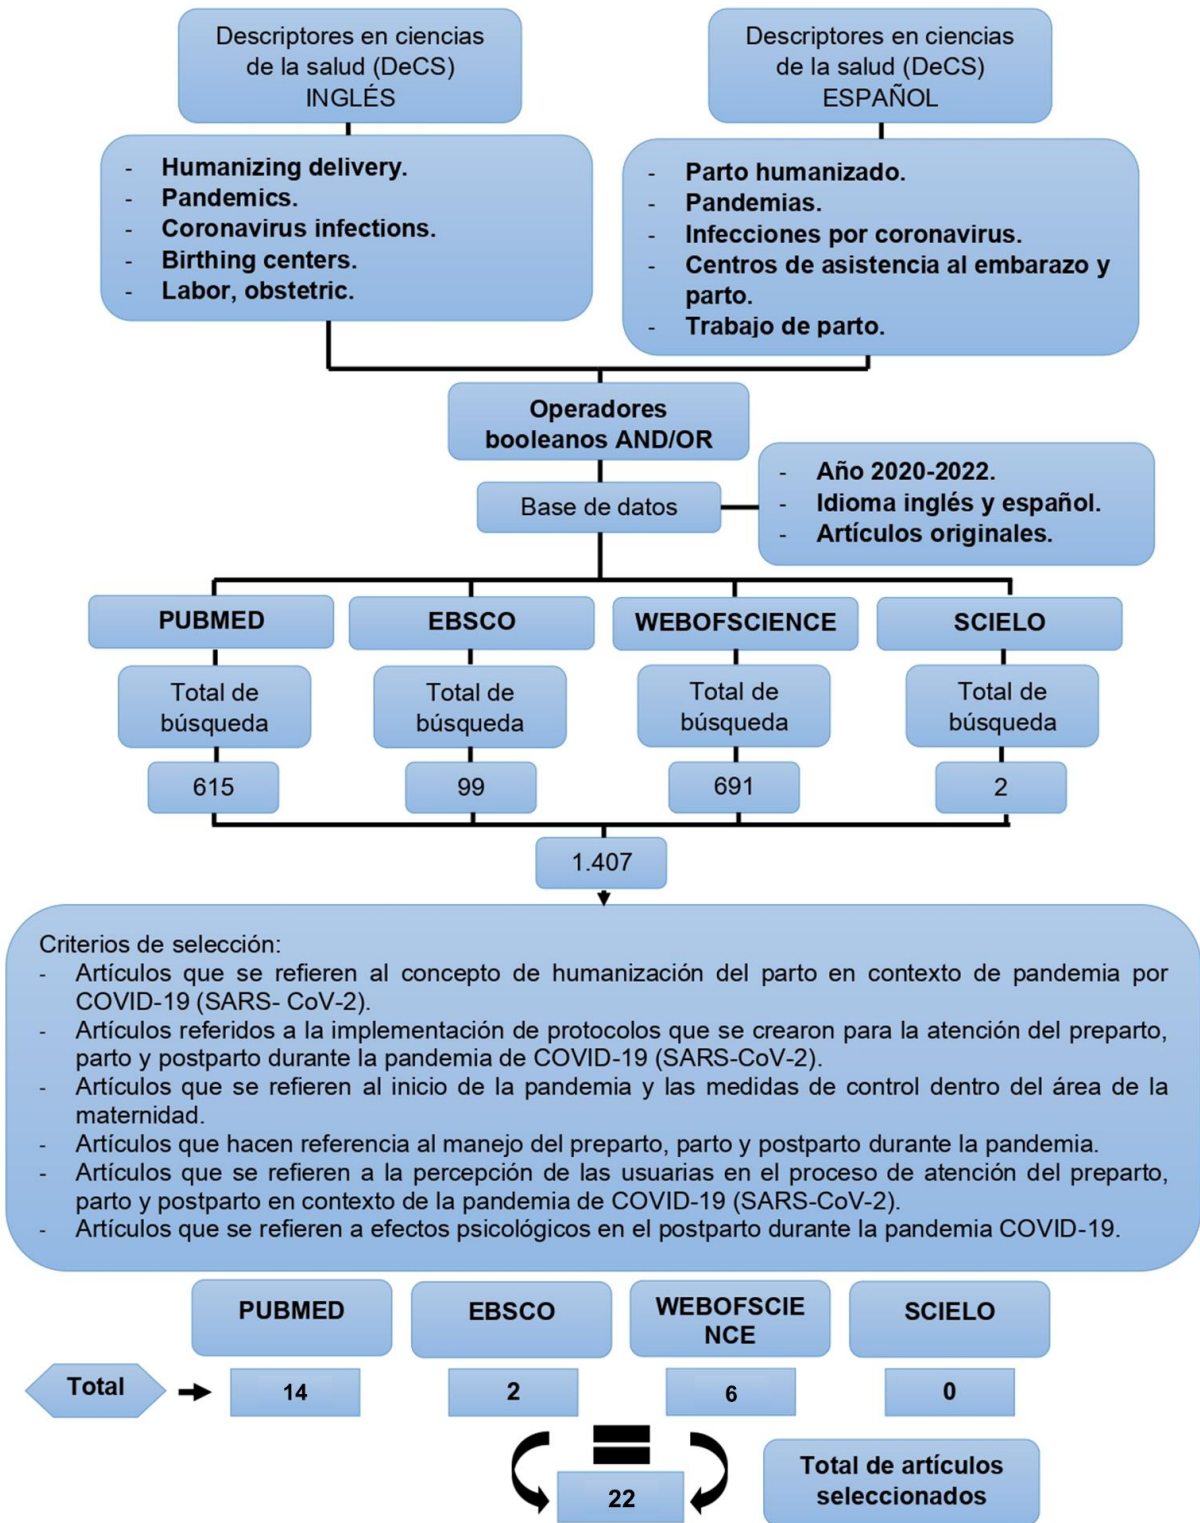 Descriptores en ciencias
de la salud (DeCS)
INGLÉS
Descriptores en ciencias
de la salud (DeCS)
ESPAÑOL
- Humanizing delivery.
- Pandemics.
- Coronavirus infections.
- Birthing centers.
- Labor, obstetric.
- Parto humanizado.
- Pandemias.
- Infecciones por coronavirus.
- Centros de asistencia al embarazo y
parto.
- Trabajo de parto.
Operadores
booleanos AND/OR
Base de datos
- Año 2020-2022.
- Idioma inglés y español.
- Artículos originales.
PUBMED
EBSCO
WEBOFSCIENCE
SCIELO
Total de
búsqueda
Total de
búsqueda
Total de
búsqueda
Total de
búsqueda
615
99
691
2
1.407
Criterios de selección:
- Artículos que se refieren al concepto de humanización del parto en contexto de pandemia por
COVID-19 (SARS- CoV-2).
- Artículos referidos a la implementación de protocolos que se crearon para la atención del preparto,
parto y postparto durante la pandemia de COVID-19 (SARS-CoV-2).
- Artículos que se refieren al inicio de la pandemia y las medidas de control dentro del área de la
maternidad.
- Artículos que hacen referencia al manejo del preparto, parto y postparto durante la pandemia.
- Artículos que se refieren a la percepción de las usuarias en el proceso de atención del preparto,
parto y postparto en contexto de la pandemia de COVID-19 (SARS-CoV-2).
- Artículos que se refieren a efectos psicológicos en el postparto durante la pandemia COVID-19.
PUBMED
EBSCO
WEBOFSCIE
NCE
SCIELO
Total
14
2
6
0
22
Total de artículos
seleccionados